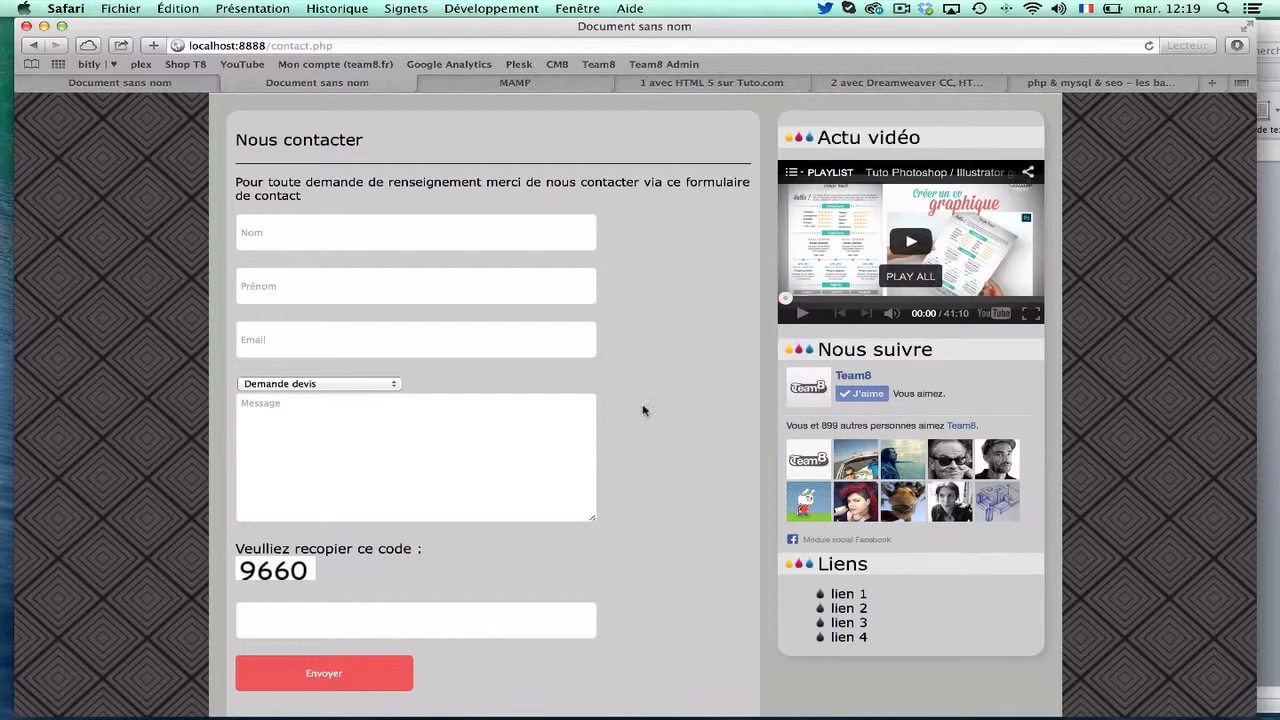 Safari Fichier Édition Présentation Historique Signets Développement Fenêtre Aide mar. 12:19
Document sans nom
localhost:8888/contact.php Lecteur
bitly | ♥ plex Shop T8 YouTube Mon compte (team8.fr) Google Analytics Plesk CMB Team8 Team8 Admin
Document sans nom Document sans nom MAMP 1 avec HTML 5 sur Tuto.com 2 avec Dreamweaver CC, HT... php & mysql & seo – les ba...
Nous contacter
Pour toute demande de renseignement merci de nous contacter via ce formulaire
de contact
Nom
Prénom
Email
Demande devis
Message
Veulliez recopier ce code :
9660
Envoyer
Actu vidéo
PLAYLIST Tuto Photoshop / Illustrator
Créer un cv
graphique
PLAY ALL
00:00 / 41:10 YouTube
Nous suivre
Team8
Team8
J'aime Vous aimez.
Vous et 899 autres personnes aimez Team8.
Team8
Module social Facebook
Liens
lien 1
lien 2
lien 3
lien 4